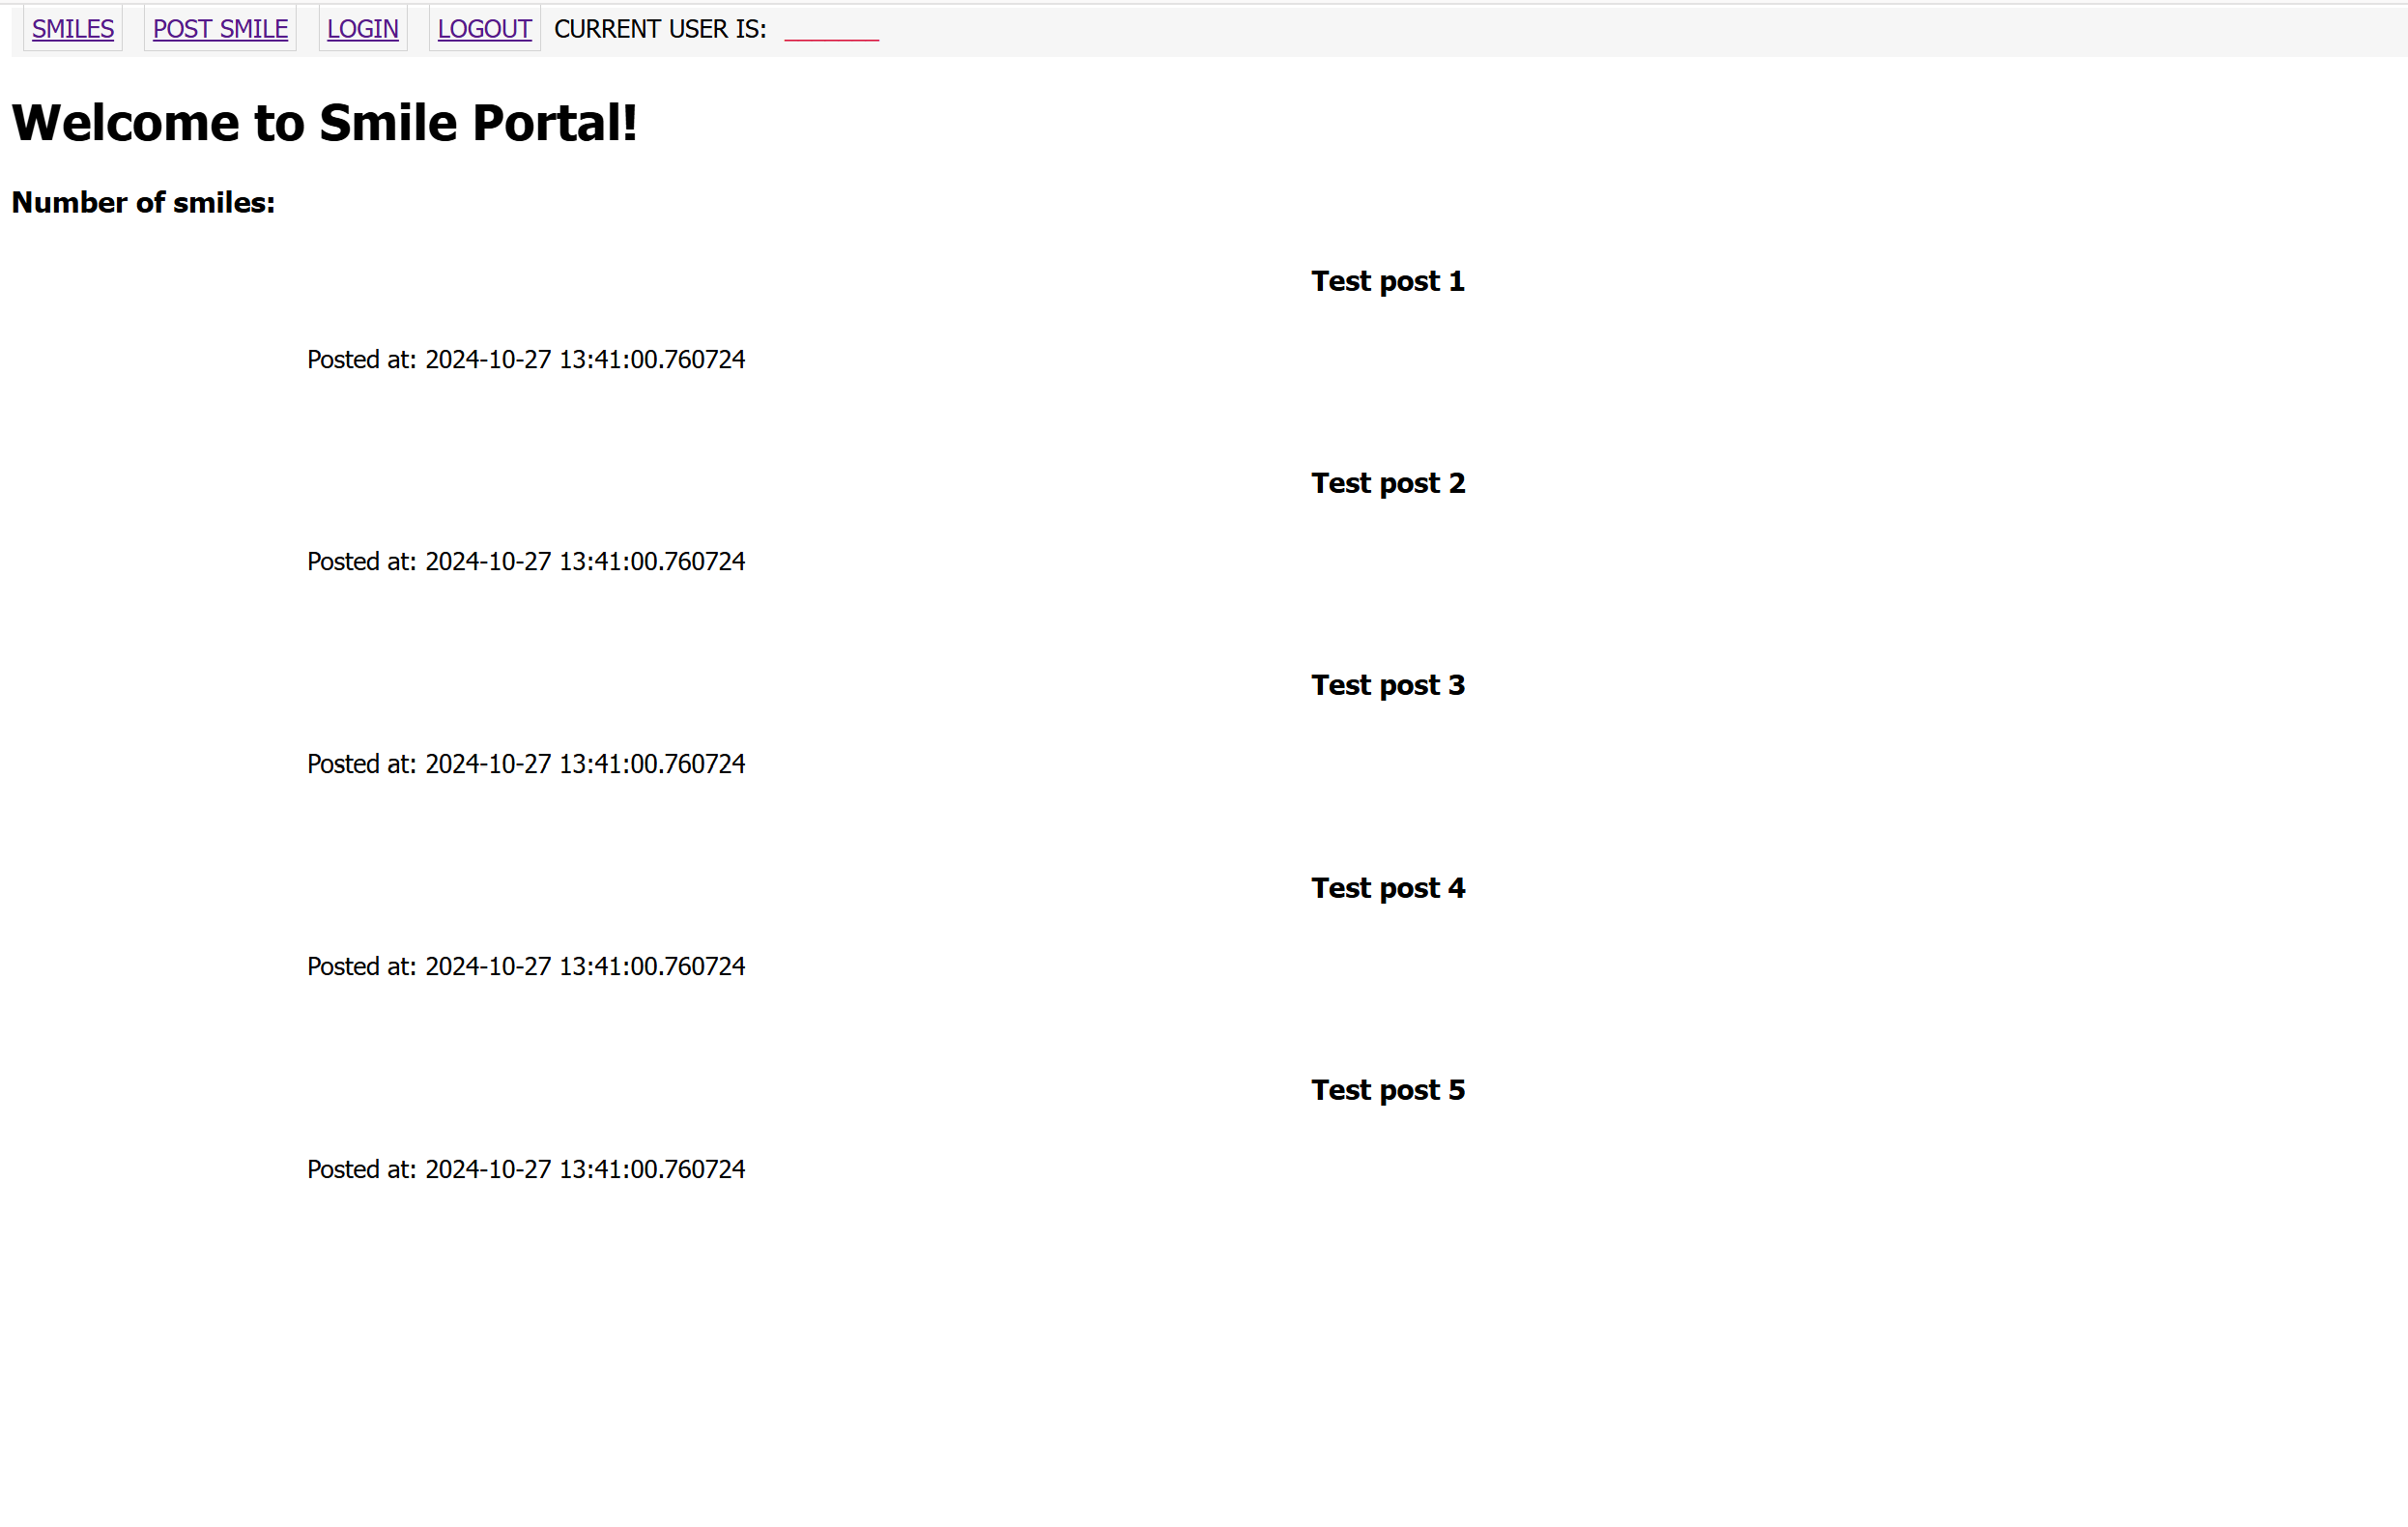 SMILES POST SMILE LOGIN LOGOUT CURRENT USER IS: ________
Welcome to Smile Portal!
Number of smiles:
Test post 1
Posted at: 2024-10-27 13:41:00.760724
Test post 2
Posted at: 2024-10-27 13:41:00.760724
Test post 3
Posted at: 2024-10-27 13:41:00.760724
Test post 4
Posted at: 2024-10-27 13:41:00.760724
Test post 5
Posted at: 2024-10-27 13:41:00.760724